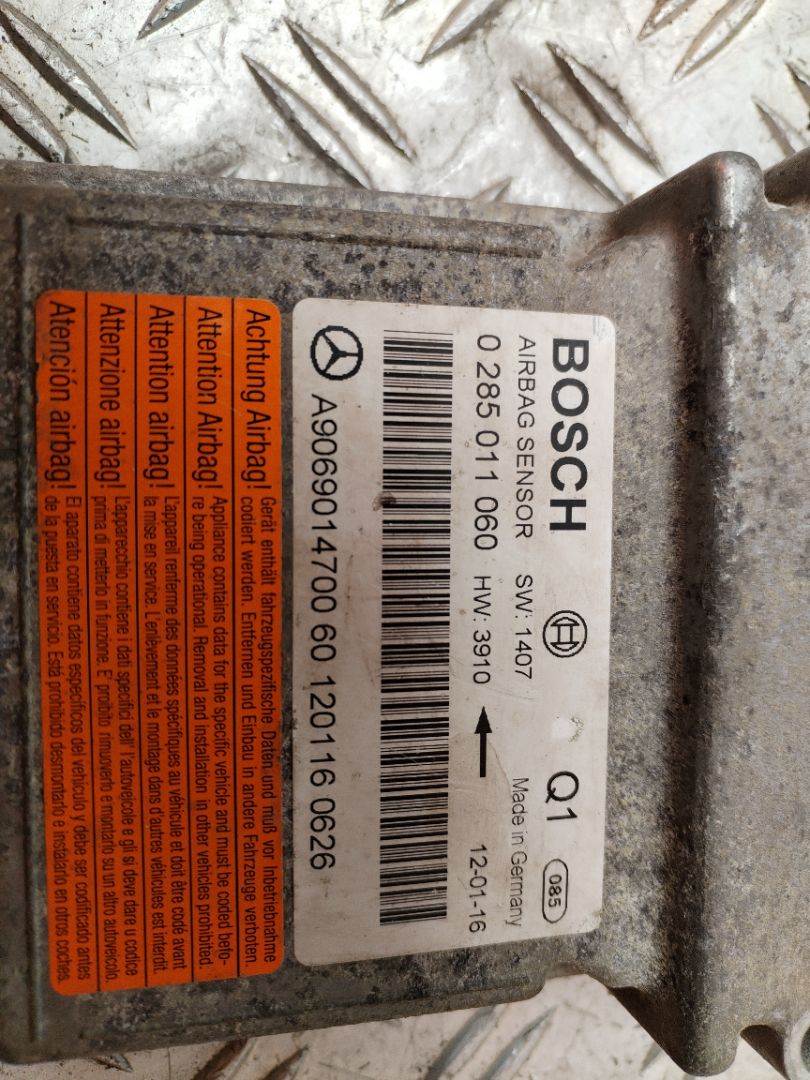 BOSCH Q1 085
AIRBAG SENSOR SW: 1407 Made in Germany
0 285 011 060 HW: 3910 12-01-16
A9069014700 60 120116 0626
Achtung Airbag! Gerät enthält fahrzeugspezifische Daten und muß vor Inbetriebnahme
codiert werden. Entfernen und Einbau in andere Fahrzeuge verboten.
Attention Airbag! Appliance contains data for the specific vehicle and must be coded befo-
re being operational. Removal and installation in other vehicles prohibited.
Attention airbag! L'appareil renferme des données spécifiques au véhicule et doit être codé avant
la mise en service. L'enlèvement et le montage dans d'autres véhicules est interdit.
Attenzione airbag! L'apparecchio contiene i dati specifici dell' l'autoveicole e gli si deve dare u codice
prima di metterlo in funzione. E' proibito rimuoverlo e montarlo su un altro autoveicolo.
Atención airbag! El aparato contiene datos específicos del vehículo y debe ser codificado antes
de la puesta en servicio. Está prohibido desmontarlo e instalarlo en otros coches.